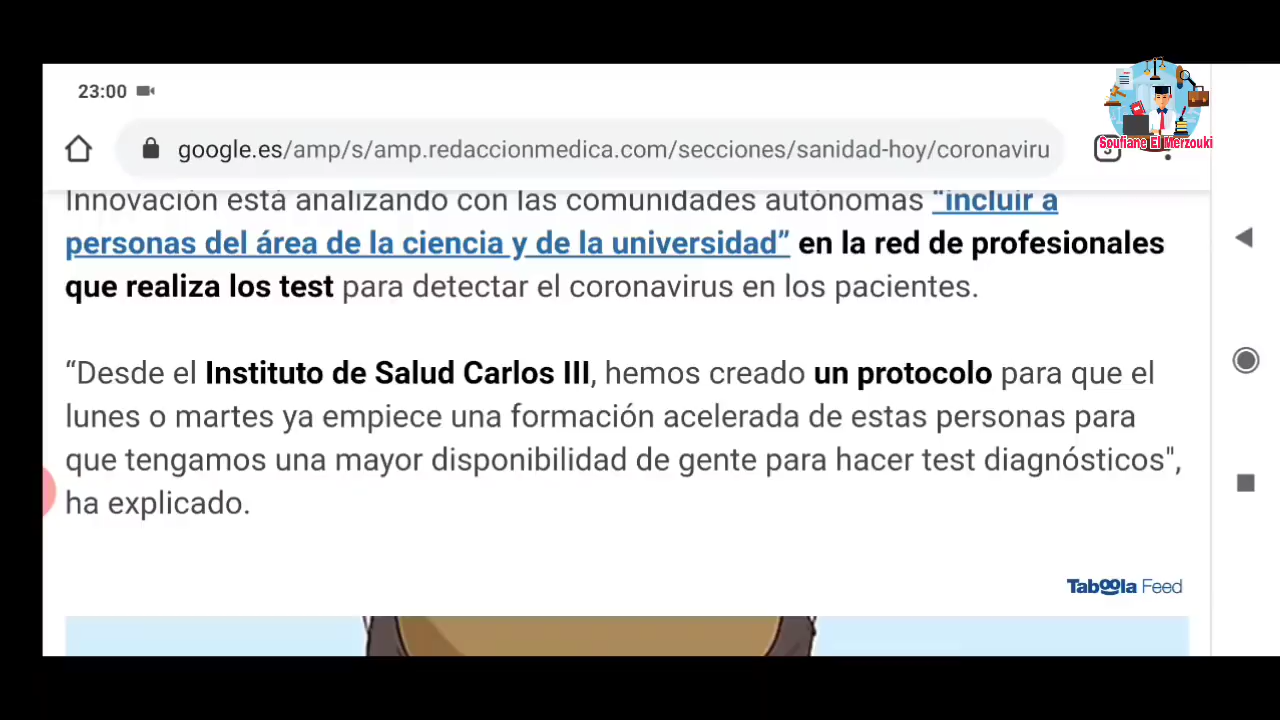 23:00
Soufiane El Merzouki
google.es/amp/s/amp.redaccionmedica.com/secciones/sanidad-hoy/coronaviru
Innovación está analizando con las comunidades autónomas “incluir a
personas del área de la ciencia y de la universidad” en la red de profesionales
que realiza los test para detectar el coronavirus en los pacientes.
“Desde el Instituto de Salud Carlos III, hemos creado un protocolo para que el
lunes o martes ya empiece una formación acelerada de estas personas para
que tengamos una mayor disponibilidad de gente para hacer test diagnósticos",
ha explicado.
Taboola Feed